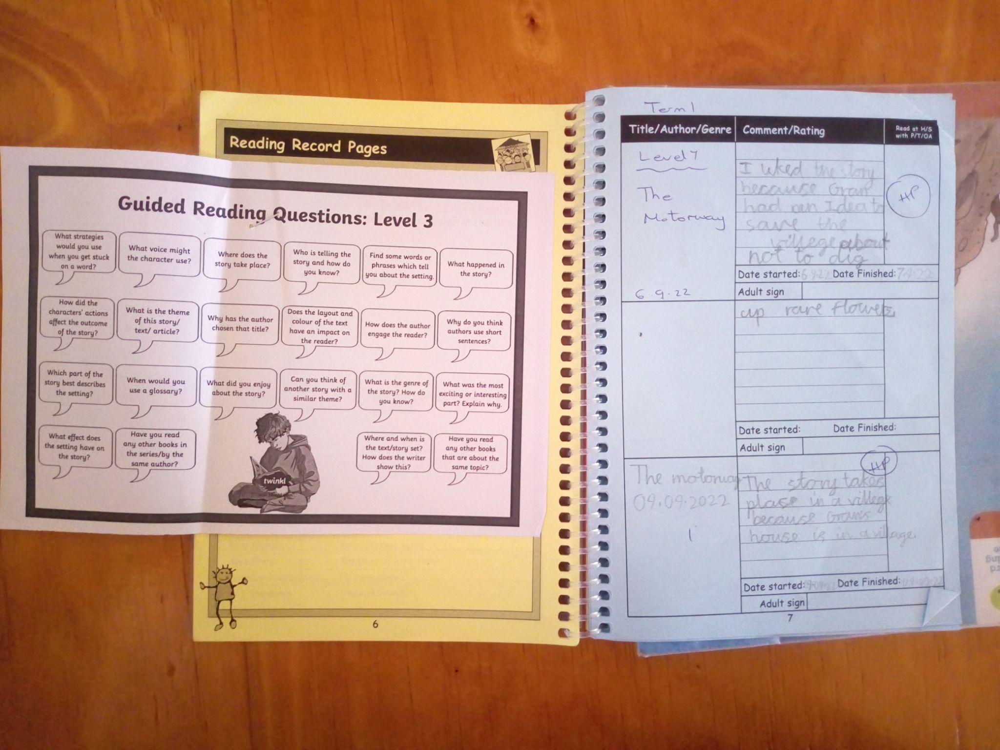 Reading Record Pages
Guided Reading Questions: Level 3
What strategies
would you use
when you get stuck
on a word?
What voice might
the character use?
Where does the
story take place?
Who is telling the
story and how do
you know?
Find some words or
phrases which tell
you about the setting.
What happened in
the story?
How did the
characters' actions
affect the outcome
of the story?
What is the theme
of this story/
text/ article?
Why has the author
chosen that title?
Does the layout and
colour of the text
have an impact on
the reader?
How does the author
engage the reader?
Why do you think
authors use short
sentences?
Which part of the
story best describes
the setting?
When would you
use a glossary?
What did you enjoy
about the story?
Can you think of
another story with a
similar theme?
What is the genre of
the story? How do
you know?
What was the most
exciting or interesting
part? Explain why.
What effect does
the setting have on
the story?
Have you read
any other books in
the series/by the
same author?
twinkl
Where and when is
the text/story set?
How does the writer
show this?
Have you read
any other books
that are about the
same topic?
6
Term 1
Title/Author/Genre
Comment/Rating
Read at H/S
with P/T/OA
Level 7
The
Motorway
6.9.22
I liked the story
because Gran
had an Idea to
save the
villege about
not to dig
HP
Date started: 6.9.22 Date Finished: 7.9.22
Adult sign
up rare flowers
Date started: Date Finished:
Adult sign
The motorway
09.09.2022
HP
The story takes
plase in a villege
because Grans
house is in a village.
Date started: Date Finished:
Adult sign
7